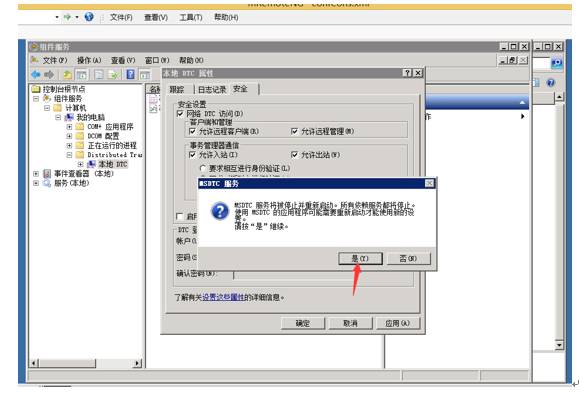 mRemoteNG - confCons.xml
文件(F) 查看(V) 工具(T) 帮助(H)
组件服务
文件(F) 操作(A) 查看(V) 窗口(W) 帮助(H)
控制台根节点
组件服务
计算机
我的电脑
COM+ 应用程序
DCOM 配置
正在运行的进程
Distributed Tra
本地 DTC
事件查看器 (本地)
服务(本地)
名称
本地 DTC 属性
跟踪 日志记录 安全
安全设置
网络 DTC 访问(D)
客户端和管理
允许远程客户端(R) 允许远程管理(M)
事务管理器通信
允许入站(I) 允许出站(O)
要求相互进行身份验证(L)
MSDTC 服务
MSDTC 服务将被停止并重新启动。所有依赖服务都将停止。
使用 MSDTC 的应用程序可能需要重新启动才能使用新的设
置。
请按“是”继续。
是(Y) 否(N)
密码(S
确认密码(W):
了解有关设置这些属性的详细信息。
确定 取消 应用(A)
作